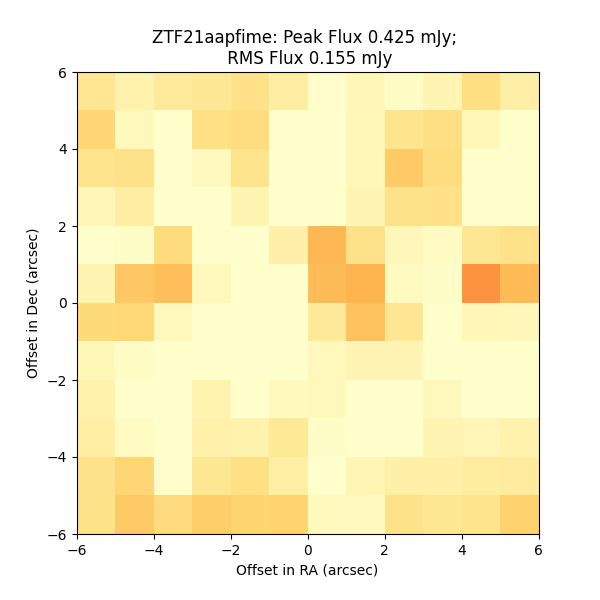 ZTF21aapfime: Peak Flux 0.425 mJy;
RMS Flux 0.155 mJy
6
4
2
0
−2
−4
−6
Offset in Dec (arcsec)
−6 −4 −2 0 2 4 6
Offset in RA (arcsec)